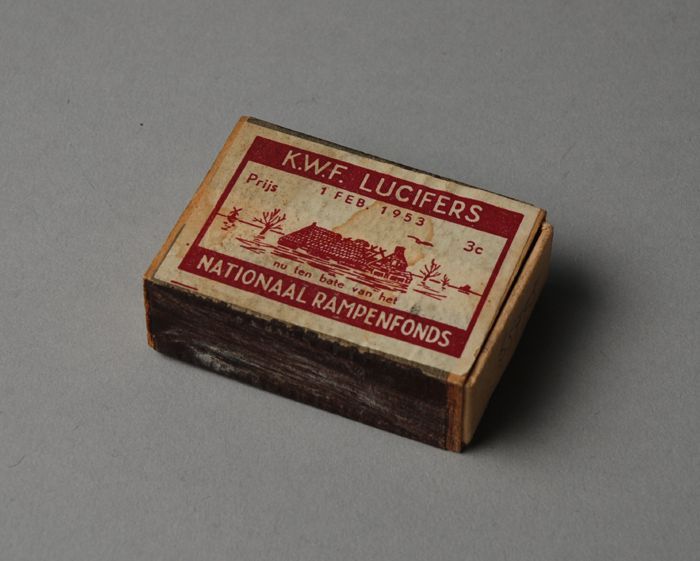 K.W.F. LUCIFERS
Prijs 1 FEB. 1953 3c
nu ten bate van het
NATIONAAL RAMPENFONDS